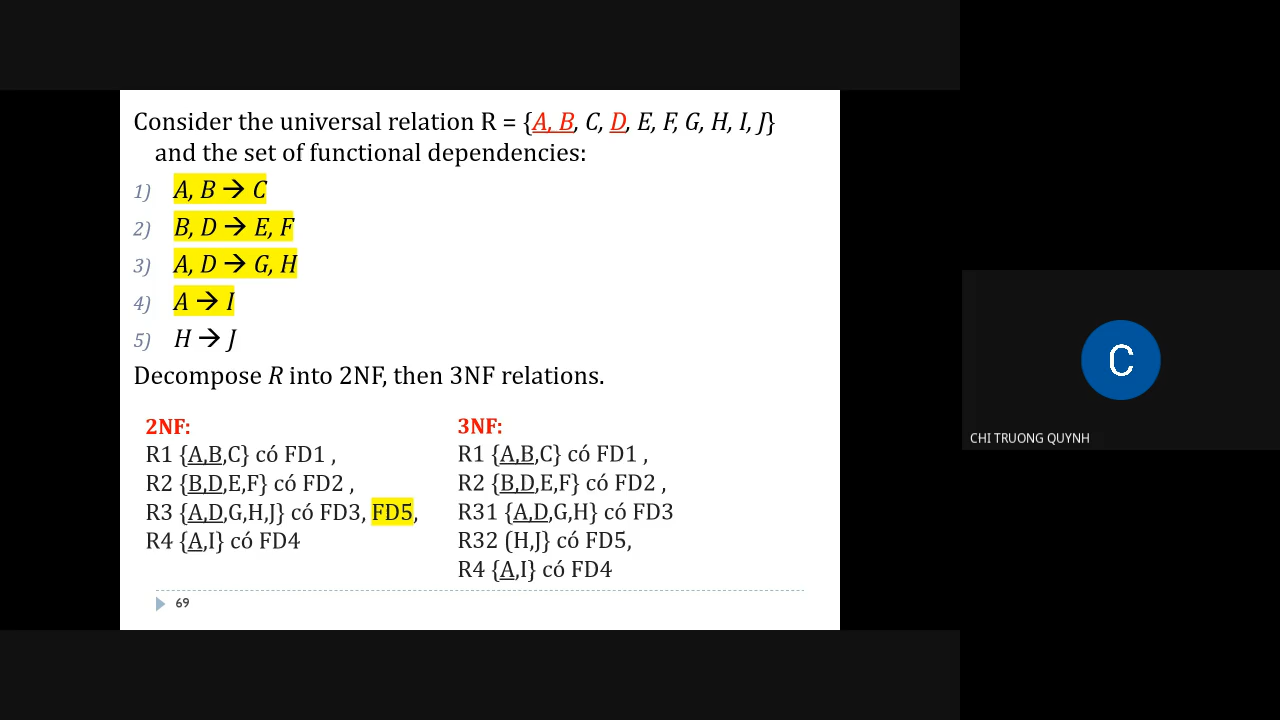 Consider the universal relation R = {A, B, C, D, E, F, G, H, I, J}
and the set of functional dependencies:
1) A, B → C
2) B, D → E, F
3) A, D → G, H
4) A → I
5) H → J
Decompose R into 2NF, then 3NF relations.
2NF:
R1 {A,B,C} có FD1 ,
R2 {B,D,E,F} có FD2 ,
R3 {A,D,G,H,J} có FD3, FD5,
R4 {A,I} có FD4
3NF:
R1 {A,B,C} có FD1 ,
R2 {B,D,E,F} có FD2 ,
R31 {A,D,G,H} có FD3
R32 (H,J} có FD5,
R4 {A,I} có FD4
69
C
CHI TRUONG QUYNH